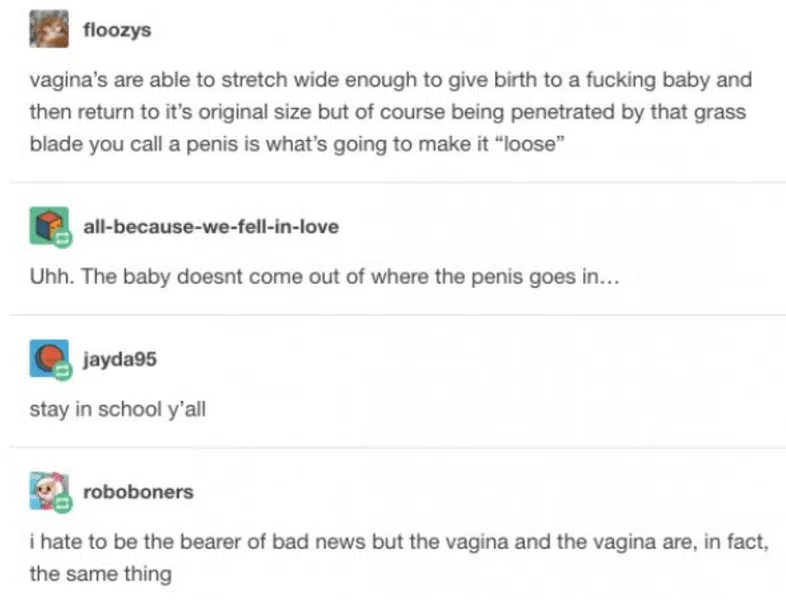 floozys
vagina’s are able to stretch wide enough to give birth to a fucking baby and
then return to it’s original size but of course being penetrated by that grass
blade you call a penis is what’s going to make it “loose”
all-because-we-fell-in-love
Uhh. The baby doesnt come out of where the penis goes in…
jayda95
stay in school y’all
roboboners
i hate to be the bearer of bad news but the vagina and the vagina are, in fact,
the same thing